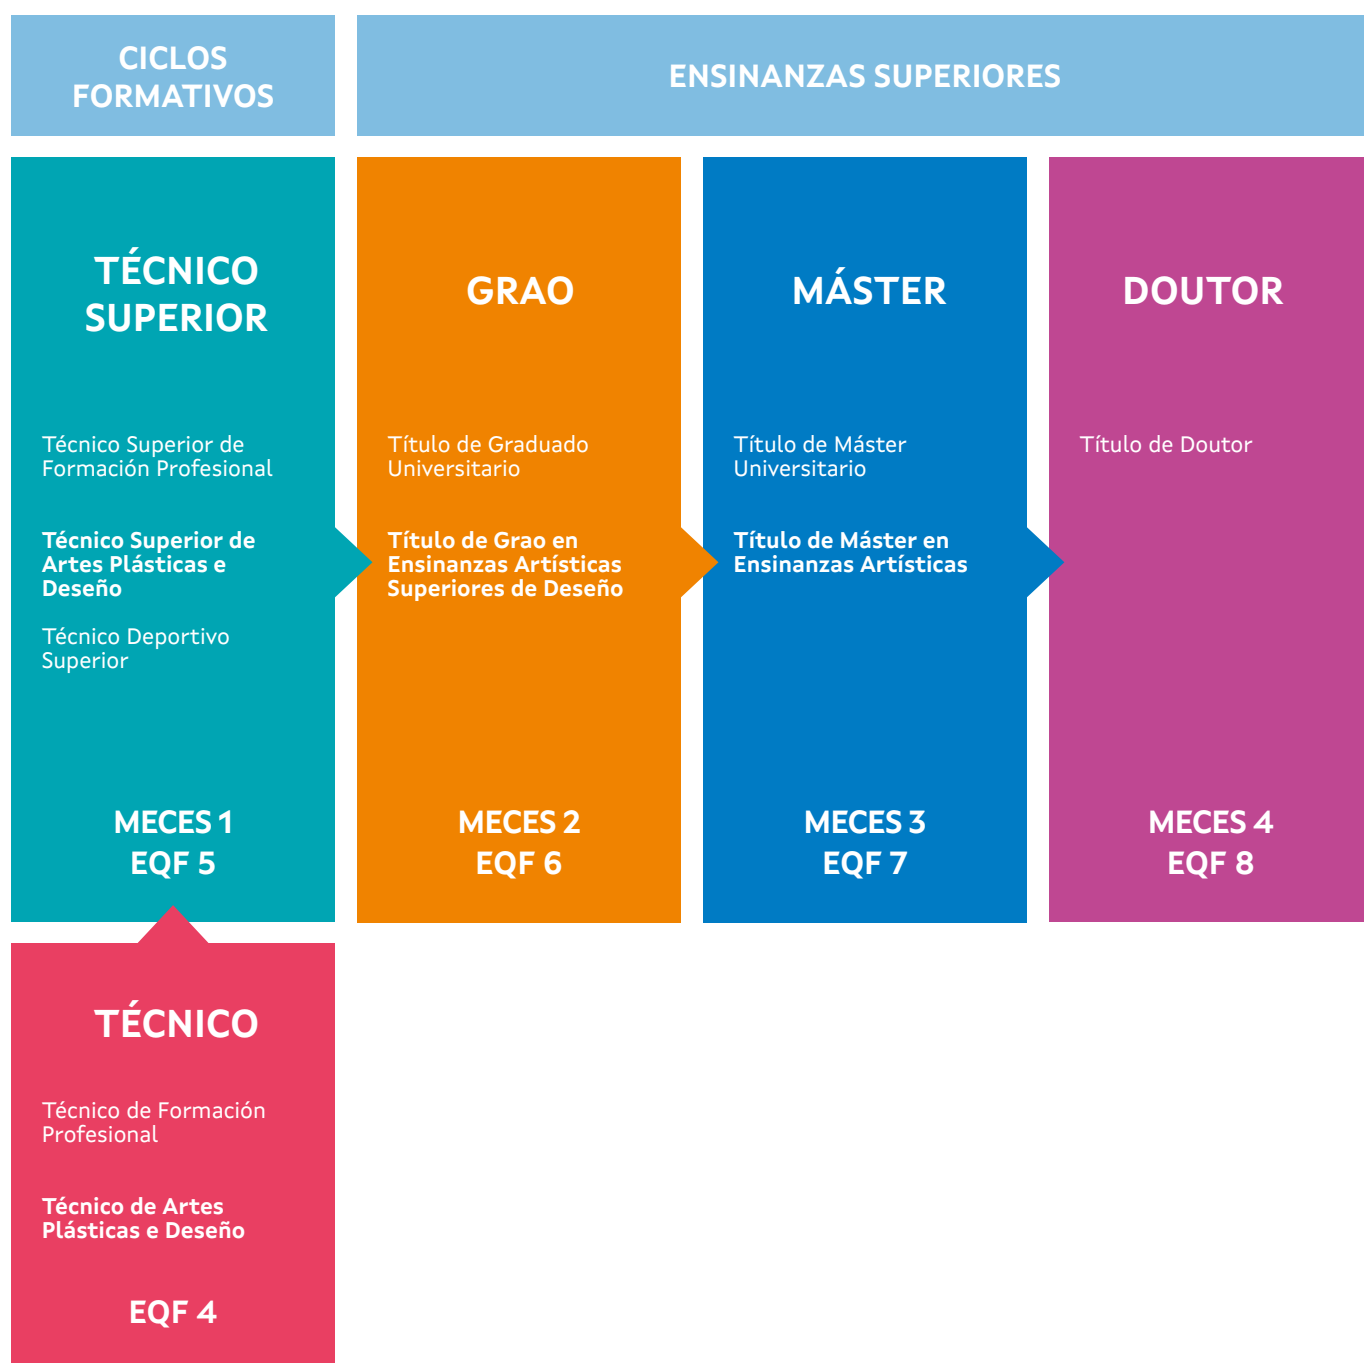 CICLOS
FORMATIVOS
ENSINANZAS SUPERIORES
TÉCNICO
SUPERIOR
Técnico Superior de
Formación Profesional
Técnico Superior de
Artes Plásticas e
Deseño
Técnico Deportivo
Superior
MECES 1
EQF 5
GRAO
Título de Graduado
Universitario
Título de Grao en
Ensinanzas Artísticas
Superiores de Deseño
MECES 2
EQF 6
MÁSTER
Título de Máster
Universitario
Título de Máster en
Ensinanzas Artísticas
MECES 3
EQF 7
DOUTOR
Título de Doutor
MECES 4
EQF 8
TÉCNICO
Técnico de Formación
Profesional
Técnico de Artes
Plásticas e Deseño
EQF 4